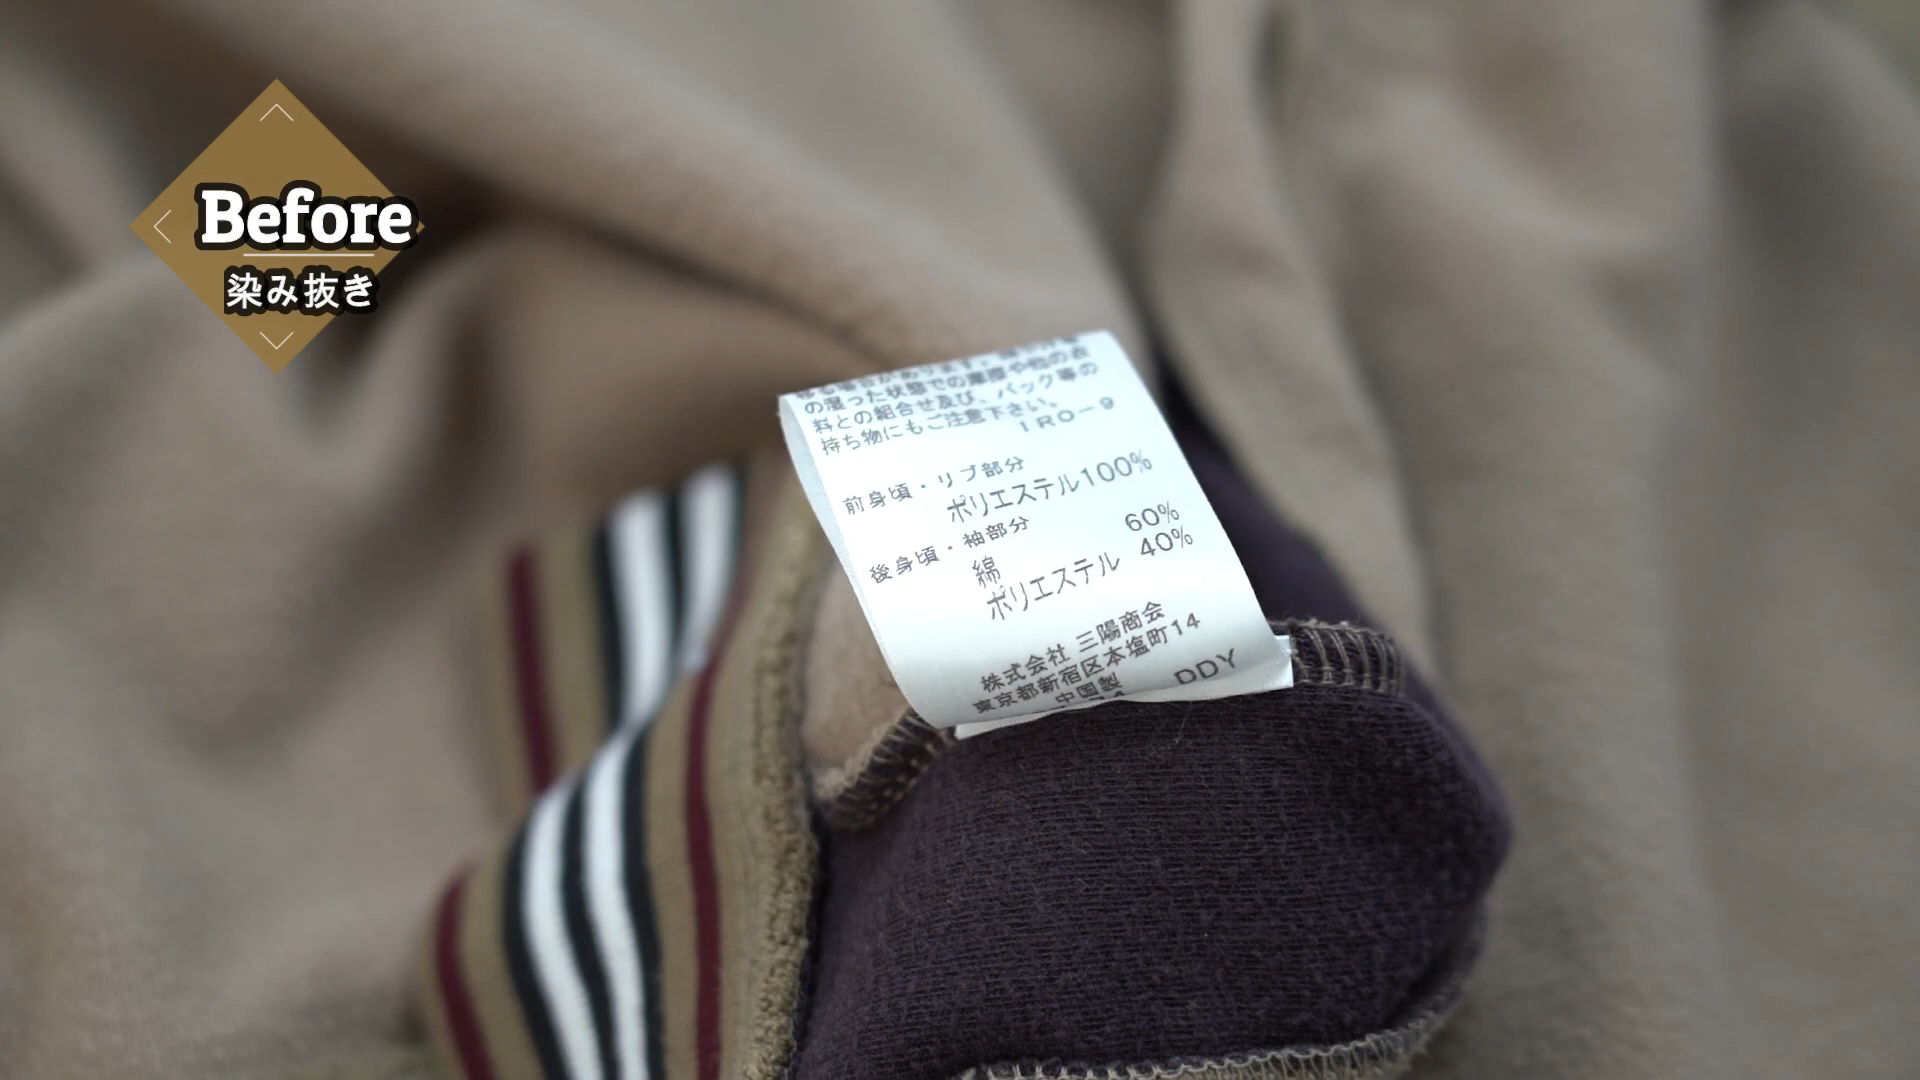 Before
染み抜き
の湿った状態での摩擦や他の衣
料との組合せ及び、バック等の
持ち物にもご注意下さい。
IRO-9
前身頃・リブ部分
ポリエステル100%
後身頃・袖部分
綿 60%
ポリエステル 40%
株式会社 三陽商会
東京都新宿区本塩町14
中国製 DDY